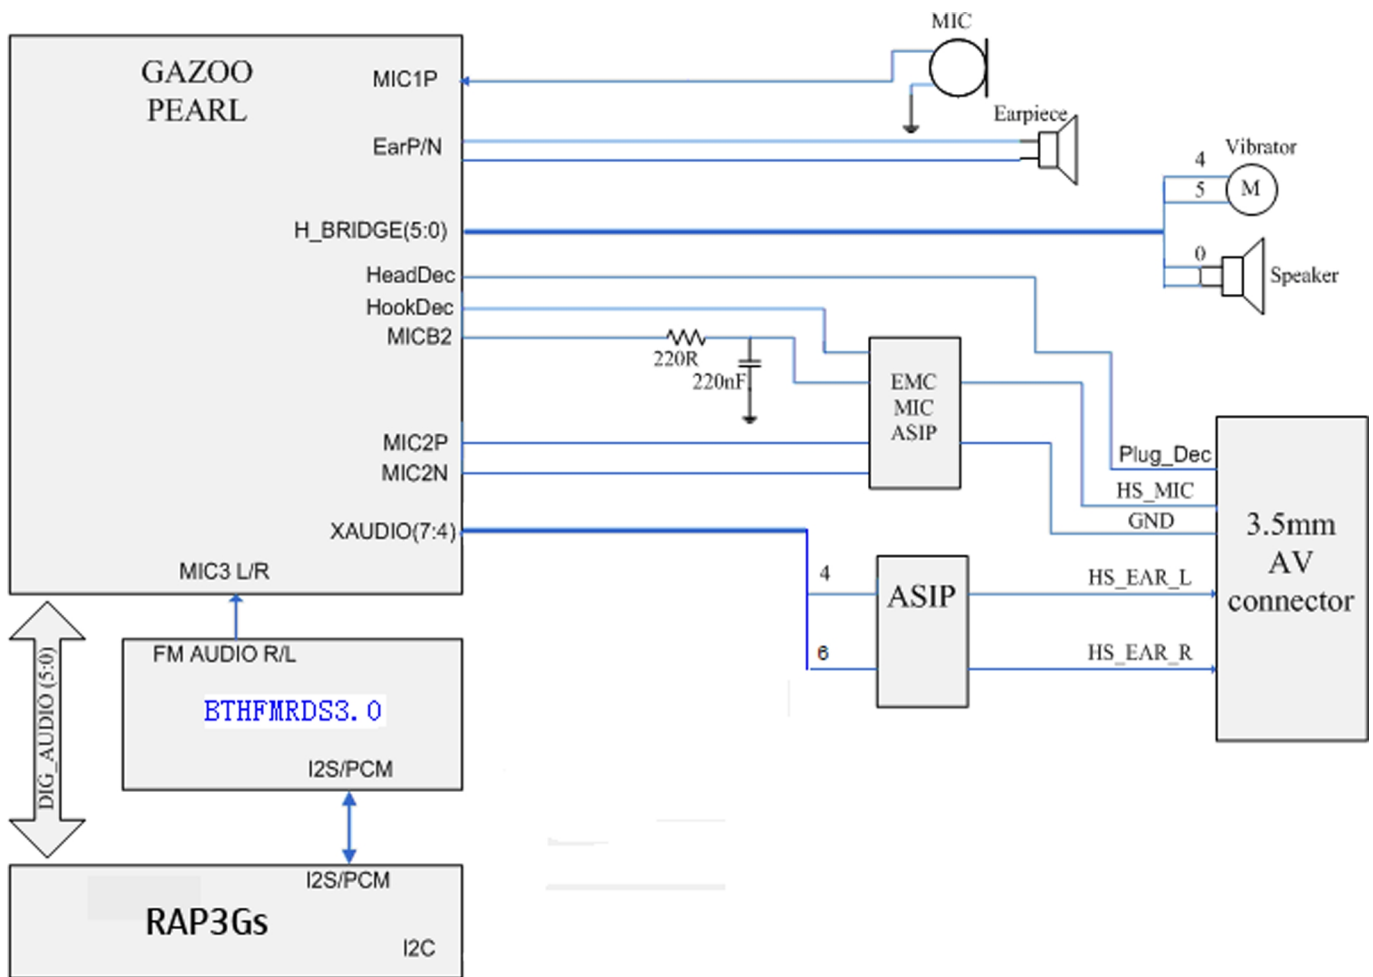 GAZOO
PEARL
MIC1P
EarP/N
H_BRIDGE(5:0)
HeadDec
HookDec
MICB2
MIC2P
MIC2N
XAUDIO(7:4)
MIC3 L/R
MIC
Earpiece
Vibrator
4
5
M
0
Speaker
220R
220nF
EMC
MIC
ASIP
Plug_Dec
HS_MIC
GND
3.5mm
AV
connector
4
6
ASIP
HS_EAR_L
HS_EAR_R
DIG_AUDIO (5:0)
FM AUDIO R/L
BTHFMRDS3.0
I2S/PCM
I2S/PCM
RAP3Gs
I2C